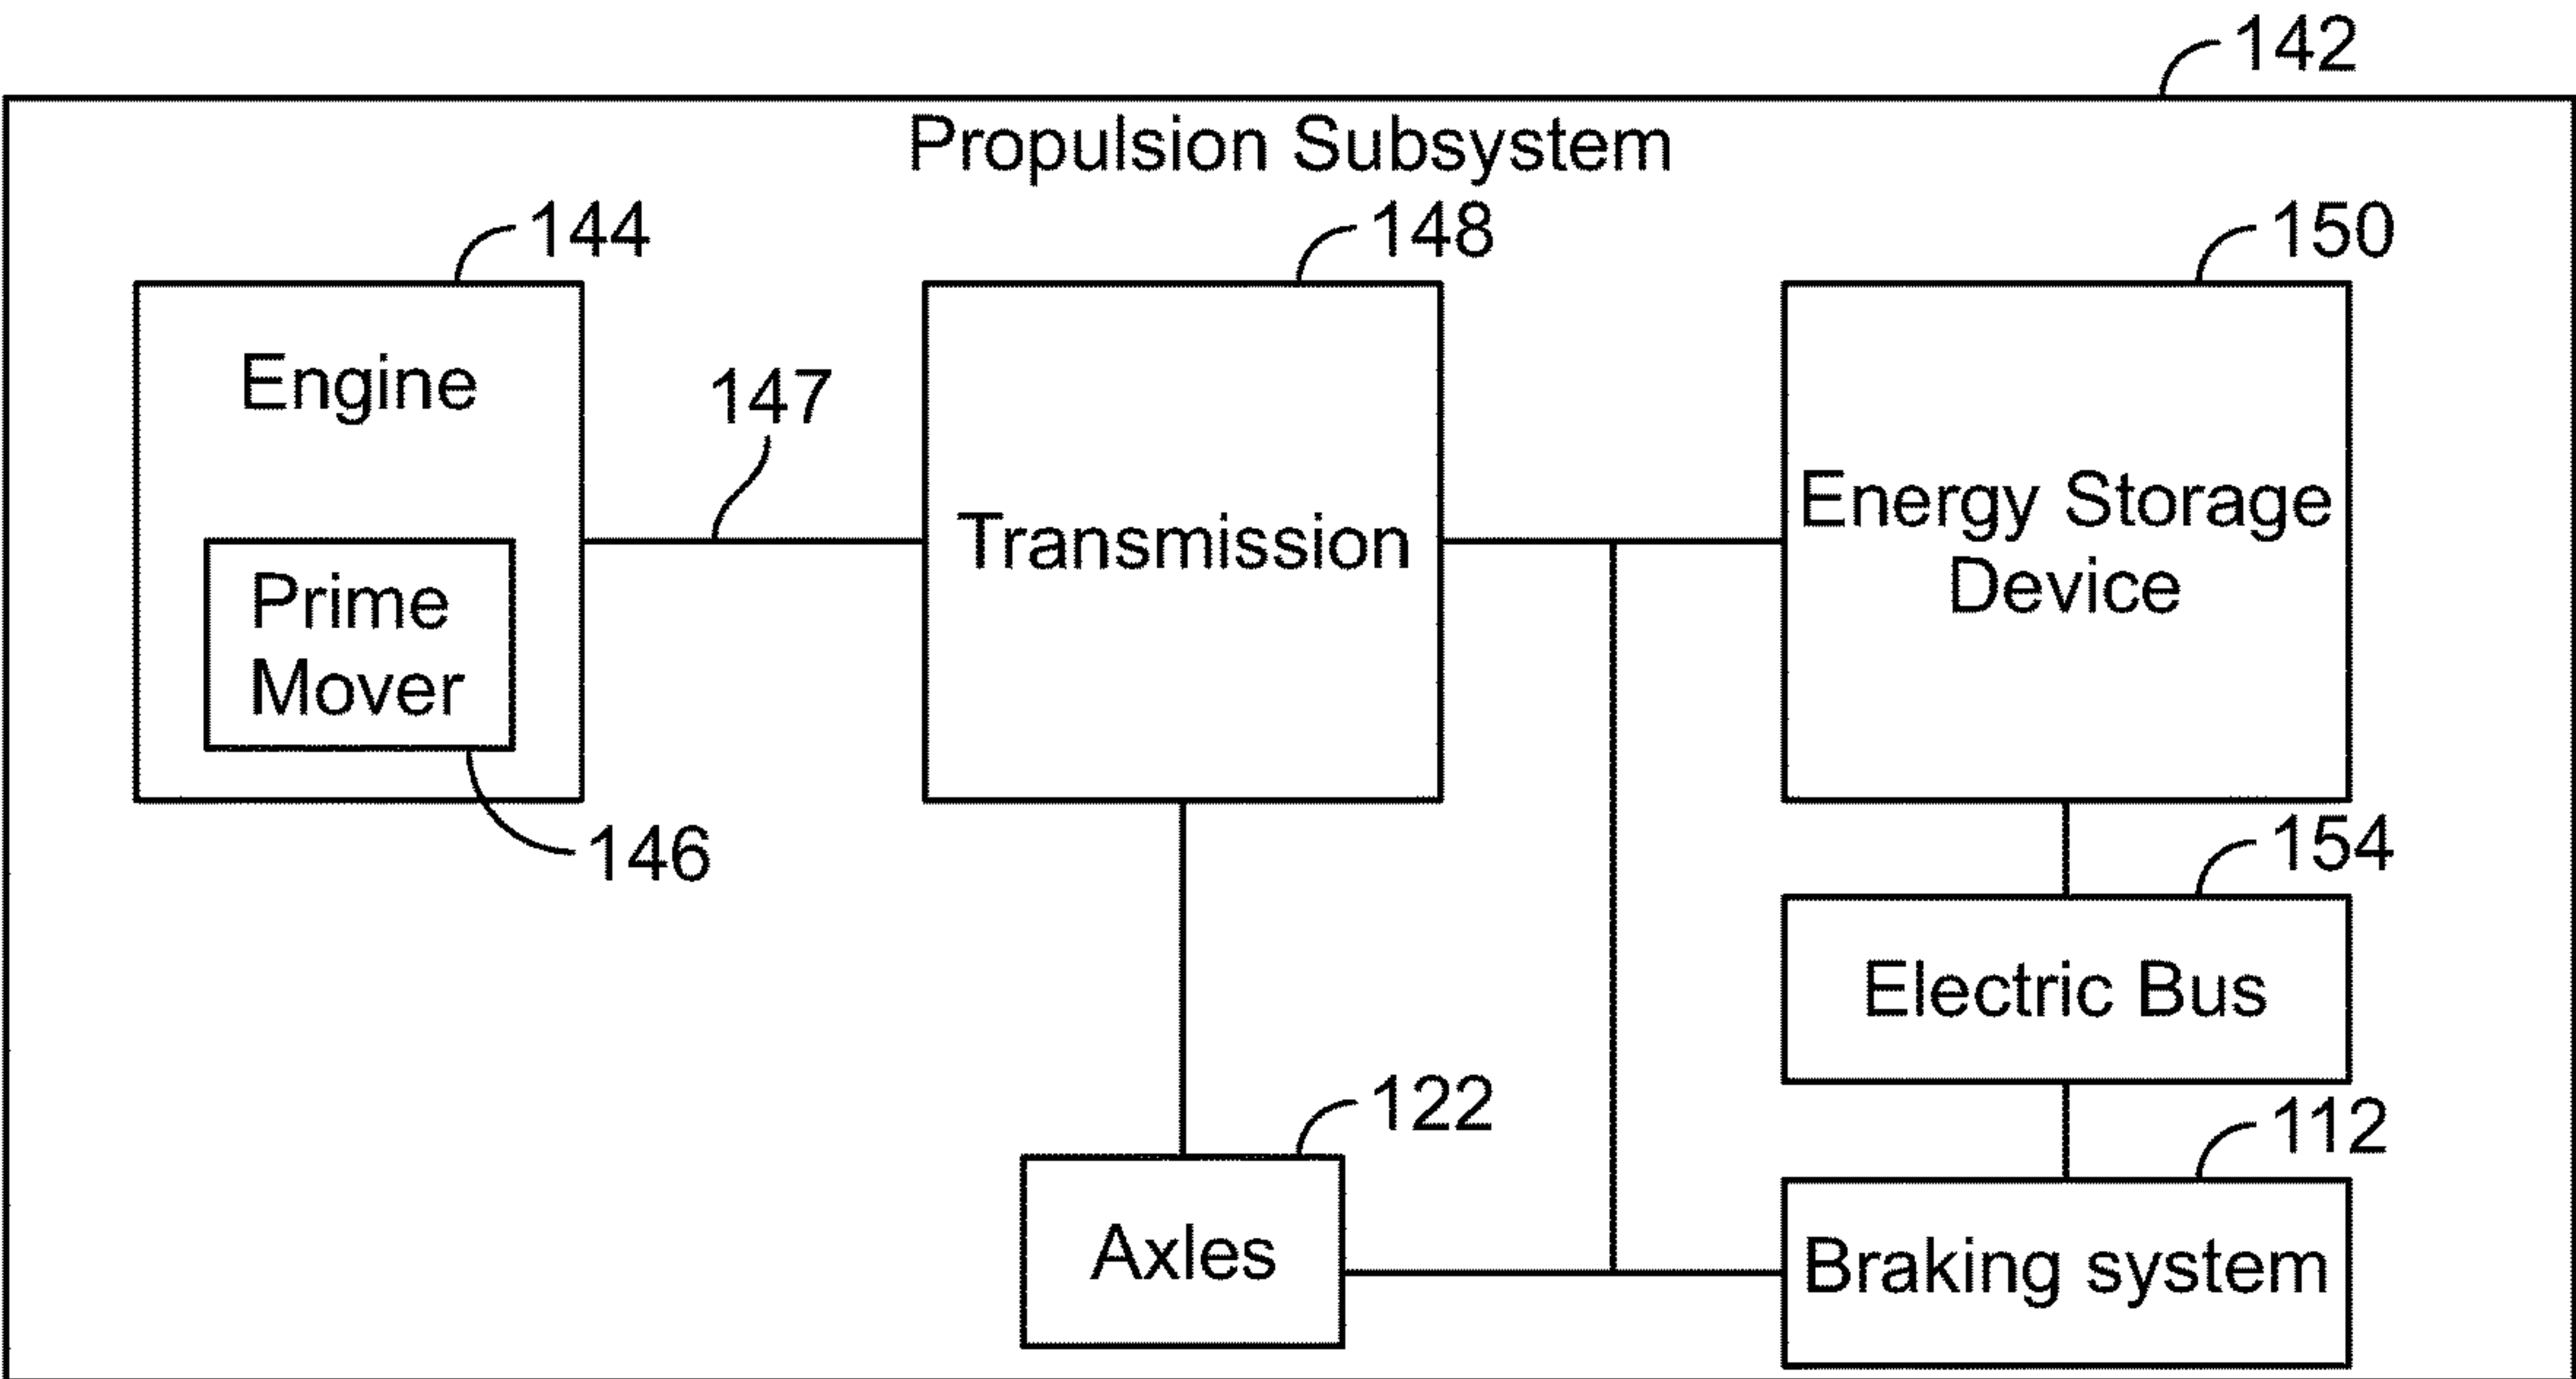 142
Propulsion Subsystem
144
148
150
Engine
147
Transmission
Energy Storage
Device
Prime
Mover
146
154
Electric Bus
122
112
Axles
Braking system